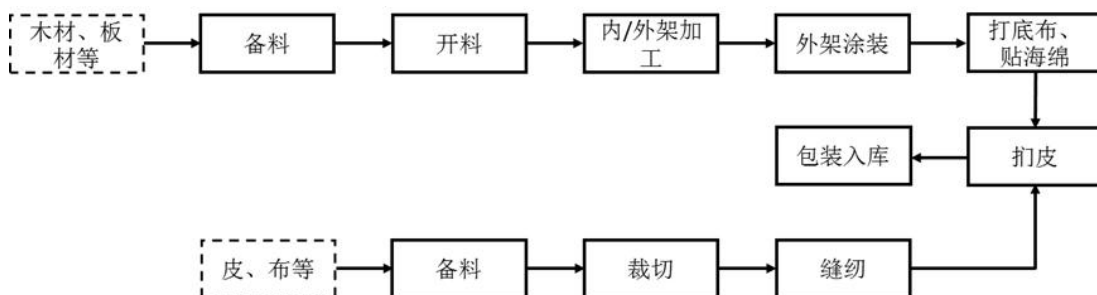 木材、板
材等
备料
开料
内/外架加
工
外架涂装
打底布、
贴海绵
包装入库
扪皮
皮、布等
备料
裁切
缝纫